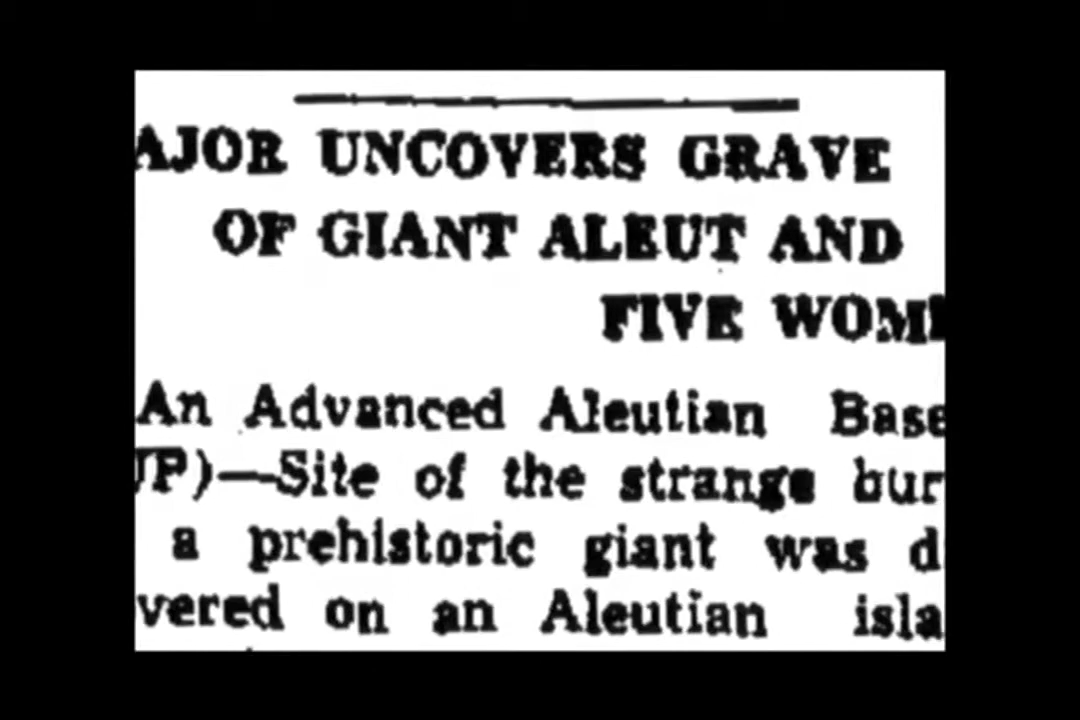 AJOR UNCOVERS GRAVE
OF GIANT ALEUT AND
FIVE WOM
An Advanced Aleutian Base
UP)—Site of the strange bur
a prehistoric giant was d
vered on an Aleutian isla